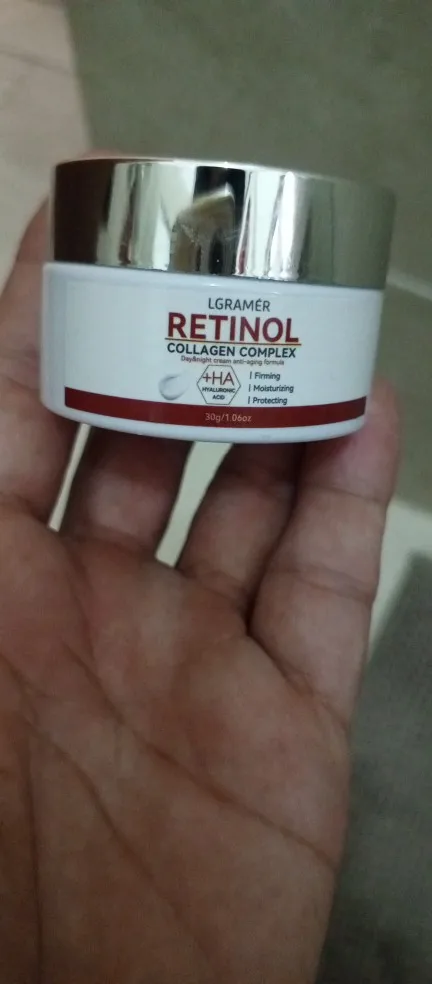 LGRAMÉR
RETINOL
COLLAGEN COMPLEX
Day&night cream anti-aging formula
+HA
HYALURONIC
ACID
| Firming
| Moisturizing
| Protecting
30g/1.06oz